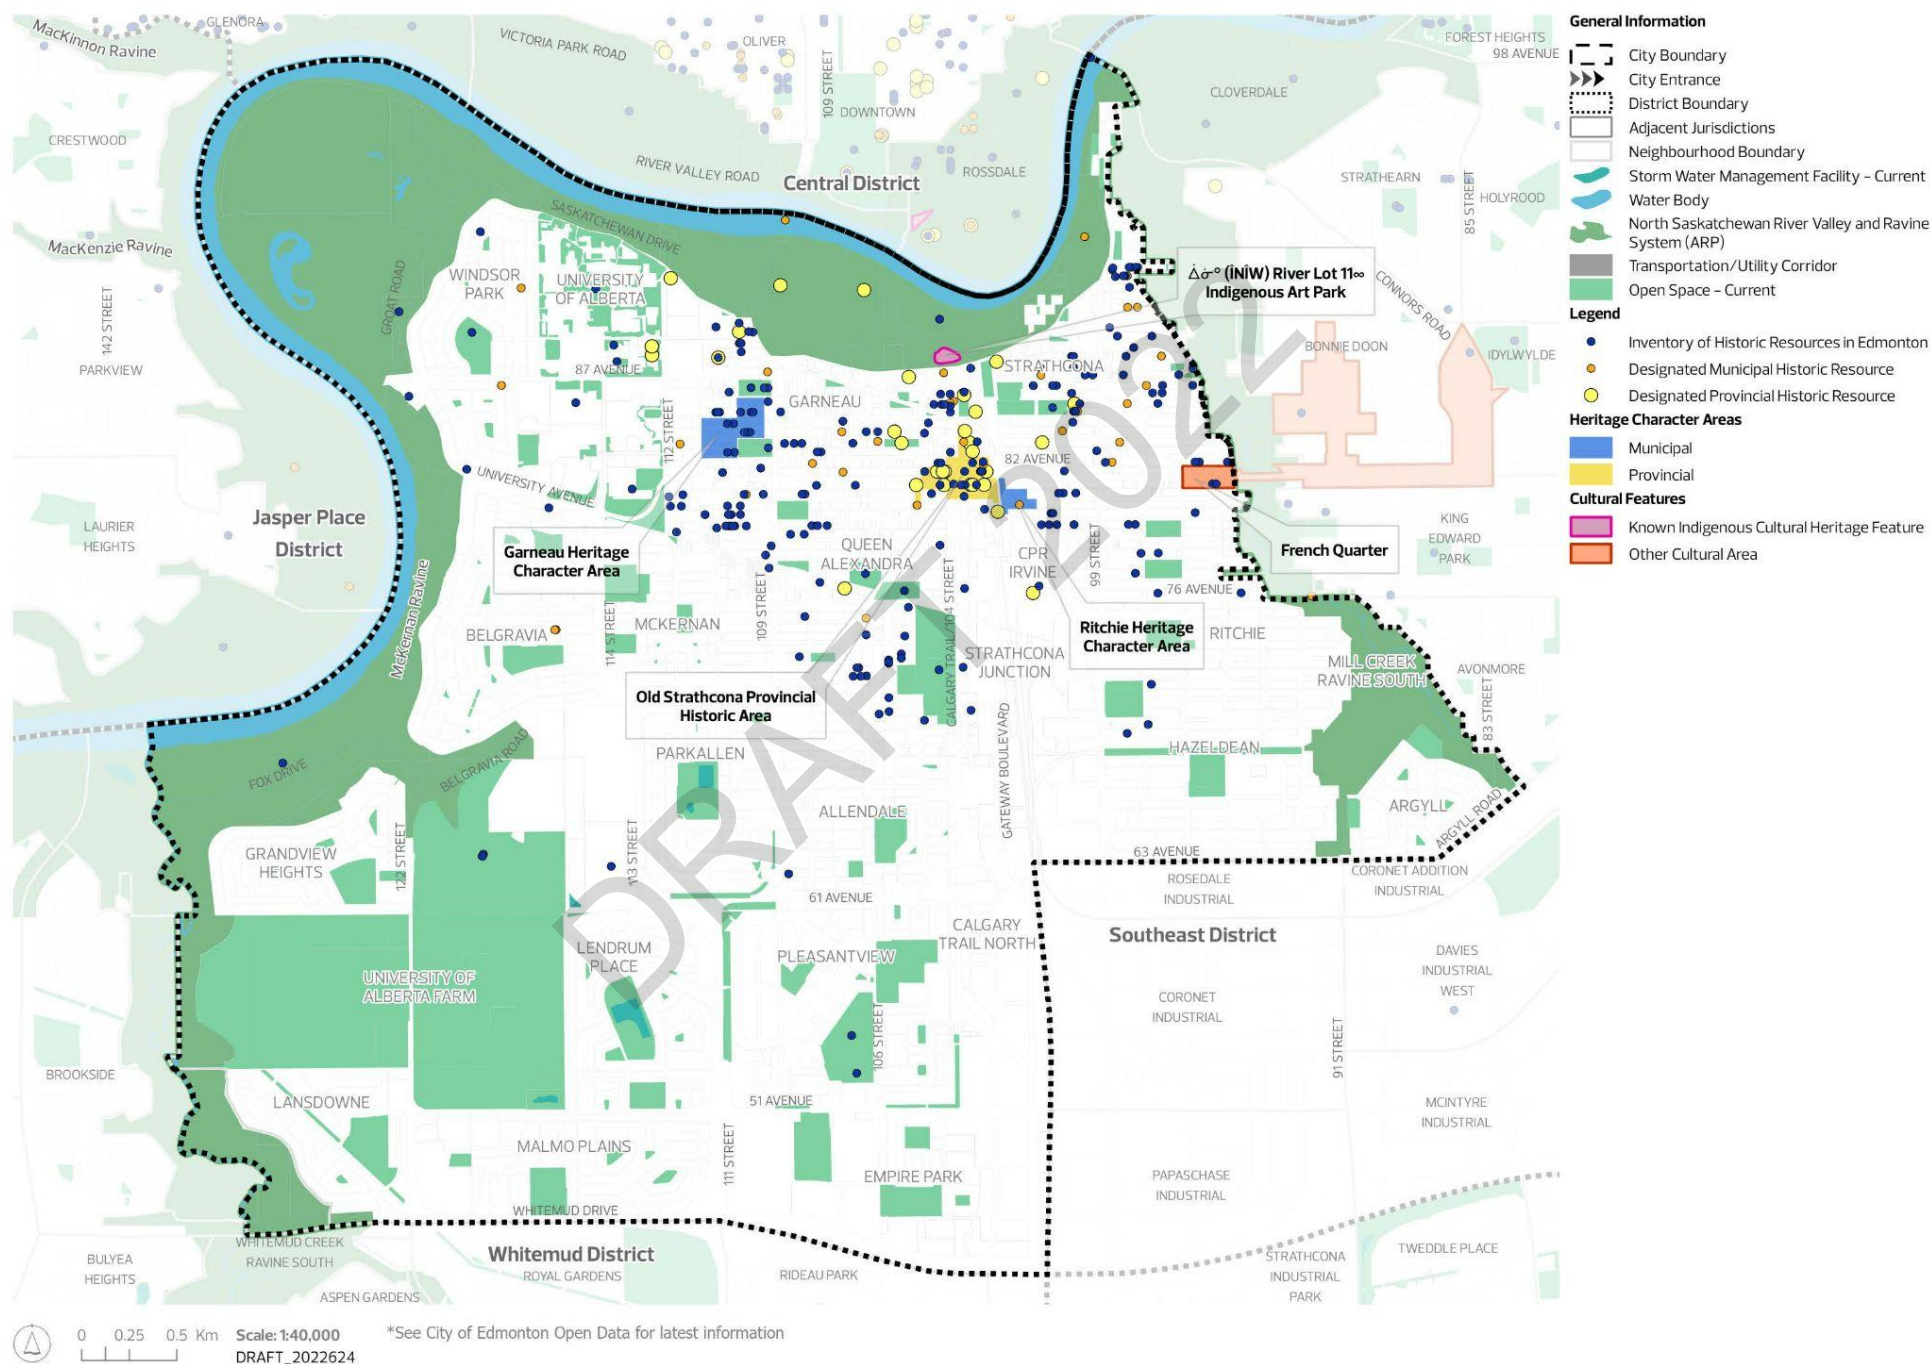 GLENORA
MacKinnon Ravine
VICTORIA PARK ROAD
OLIVER
109 STREET
DOWNTOWN
FOREST HEIGHTS
98 AVENUE
CLOVERDALE
CRESTWOOD
RIVER VALLEY ROAD
Central District
ROSSDALE
STRATHEARN
85 STREET
HOLYROOD
SASKATCHEWAN DRIVE
MacKenzie Ravine
GROAT ROAD
WINDSOR
PARK
UNIVERSITY
OF ALBERTA
(ÎNÎW) River Lot 11∞
Indigenous Art Park
CONNORS ROAD
142 STREET
PARKVIEW
87 AVENUE
STRATHCONA
BONNIE DOON
IDYLWYLDE
GARNEAU
112 STREET
82 AVENUE
UNIVERSITY AVENUE
Jasper Place
District
LAURIER
HEIGHTS
Garneau Heritage
Character Area
QUEEN
ALEXANDRA
CPR
IRVINE
99 STREET
French Quarter
KING
EDWARD
PARK
McKernan Ravine
109 STREET
CALGARY TRAIL/104 STREET
76 AVENUE
BELGRAVIA
114 STREET
MCKERNAN
Ritchie Heritage
Character Area
RITCHIE
STRATHCONA
JUNCTION
MILL CREEK
RAVINE SOUTH
AVONMORE
83 STREET
Old Strathcona Provincial
Historic Area
GATEWAY BOULEVARD
FOX DRIVE
BELGRAVIA ROAD
PARKALLEN
HAZELDEAN
ALLENDALE
ARGYLL
ARGYLL ROAD
GRANDVIEW
HEIGHTS
122 STREET
113 STREET
63 AVENUE
ROSEDALE
INDUSTRIAL
CORONET ADDITION
INDUSTRIAL
61 AVENUE
CALGARY
TRAIL NORTH
Southeast District
LENDRUM
PLACE
PLEASANTVIEW
UNIVERSITY OF
ALBERTA FARM
DAVIES
INDUSTRIAL
WEST
CORONET
INDUSTRIAL
106 STREET
91 STREET
BROOKSIDE
LANSDOWNE
51 AVENUE
MCINTYRE
INDUSTRIAL
MALMO PLAINS
111 STREET
EMPIRE PARK
PAPASCHASE
INDUSTRIAL
WHITEMUD DRIVE
WHITEMUD CREEK
RAVINE SOUTH
Whitemud District
ROYAL GARDENS
RIDEAU PARK
BULYEA
HEIGHTS
ASPEN GARDENS
STRATHCONA
INDUSTRIAL
PARK
TWEDDLE PLACE
DRAFT 2022
General Information
City Boundary
City Entrance
District Boundary
Adjacent Jurisdictions
Neighbourhood Boundary
Storm Water Management Facility - Current
Water Body
North Saskatchewan River Valley and Ravine
System (ARP)
Transportation/Utility Corridor
Open Space - Current
Legend
Inventory of Historic Resources in Edmonton
Designated Municipal Historic Resource
Designated Provincial Historic Resource
Heritage Character Areas
Municipal
Provincial
Cultural Features
Known Indigenous Cultural Heritage Feature
Other Cultural Area
0 0.25 0.5 Km
Scale: 1:40,000
DRAFT_2022624
*See City of Edmonton Open Data for latest information